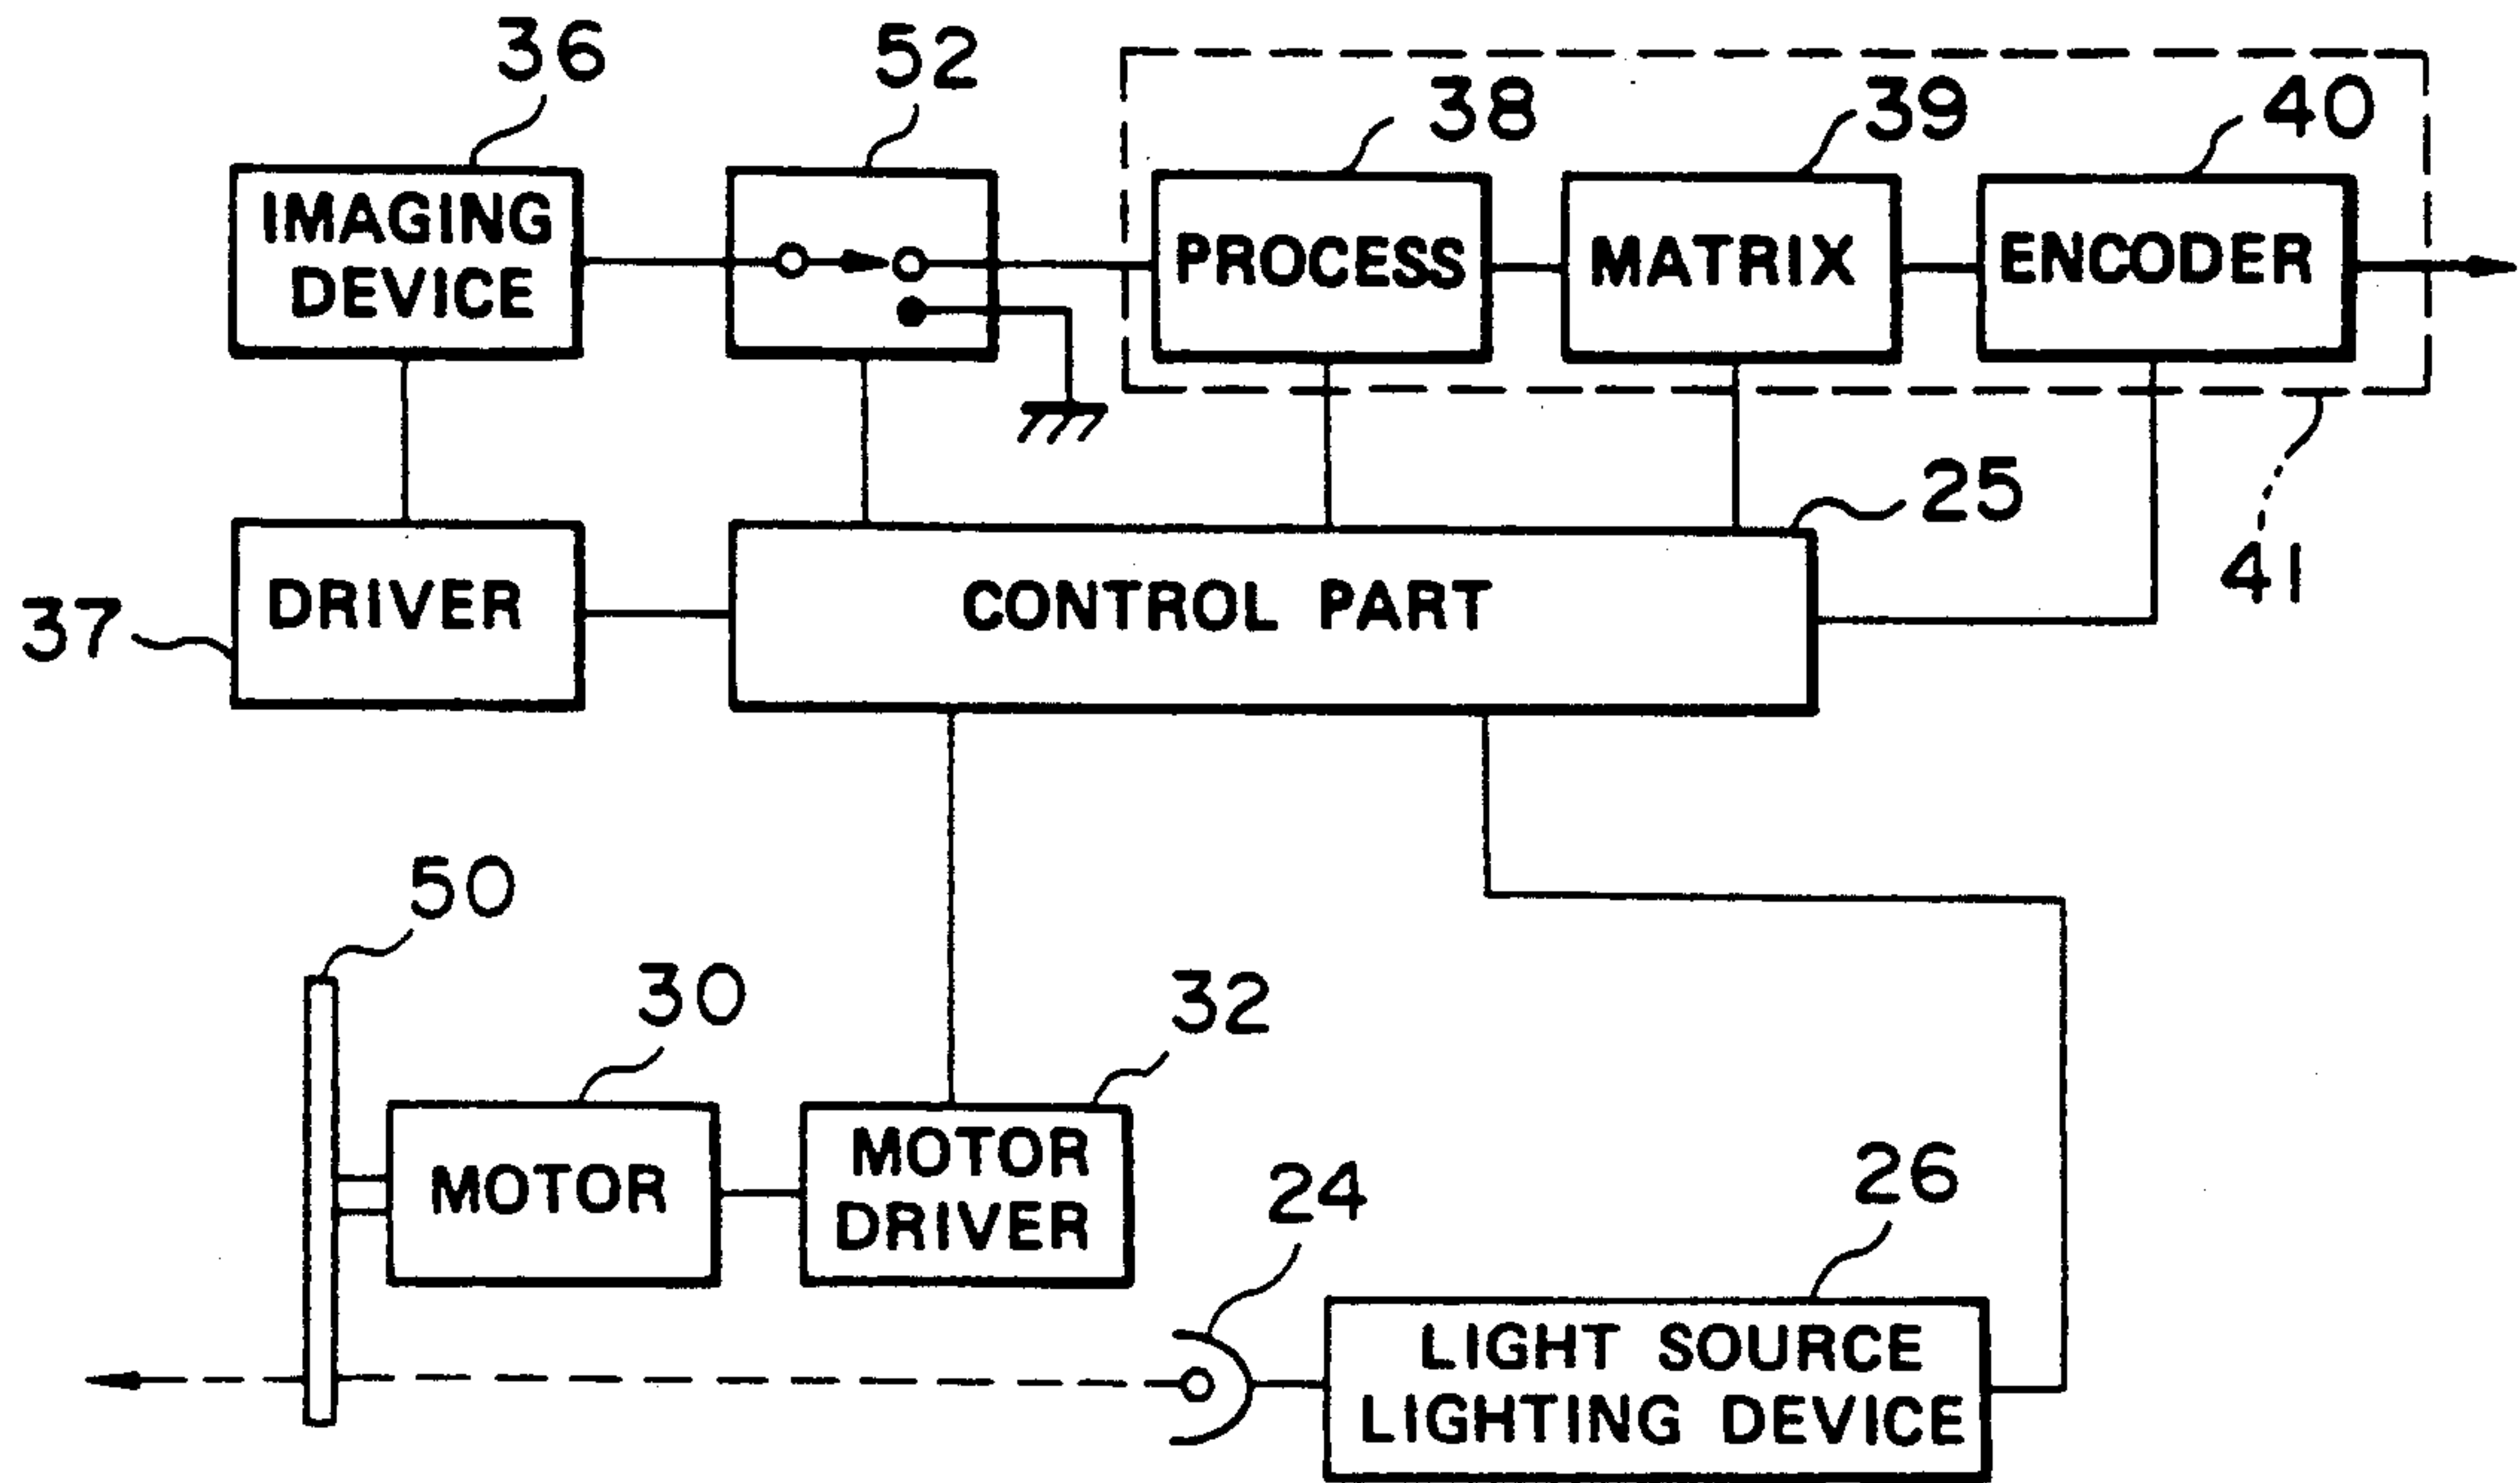 36
52
38
39
40
IMAGING
DEVICE
PROCESS
MATRIX
ENCODER
25
41
37
DRIVER
CONTROL PART
50
30
32
MOTOR
MOTOR
DRIVER
24
26
LIGHT SOURCE
LIGHTING DEVICE